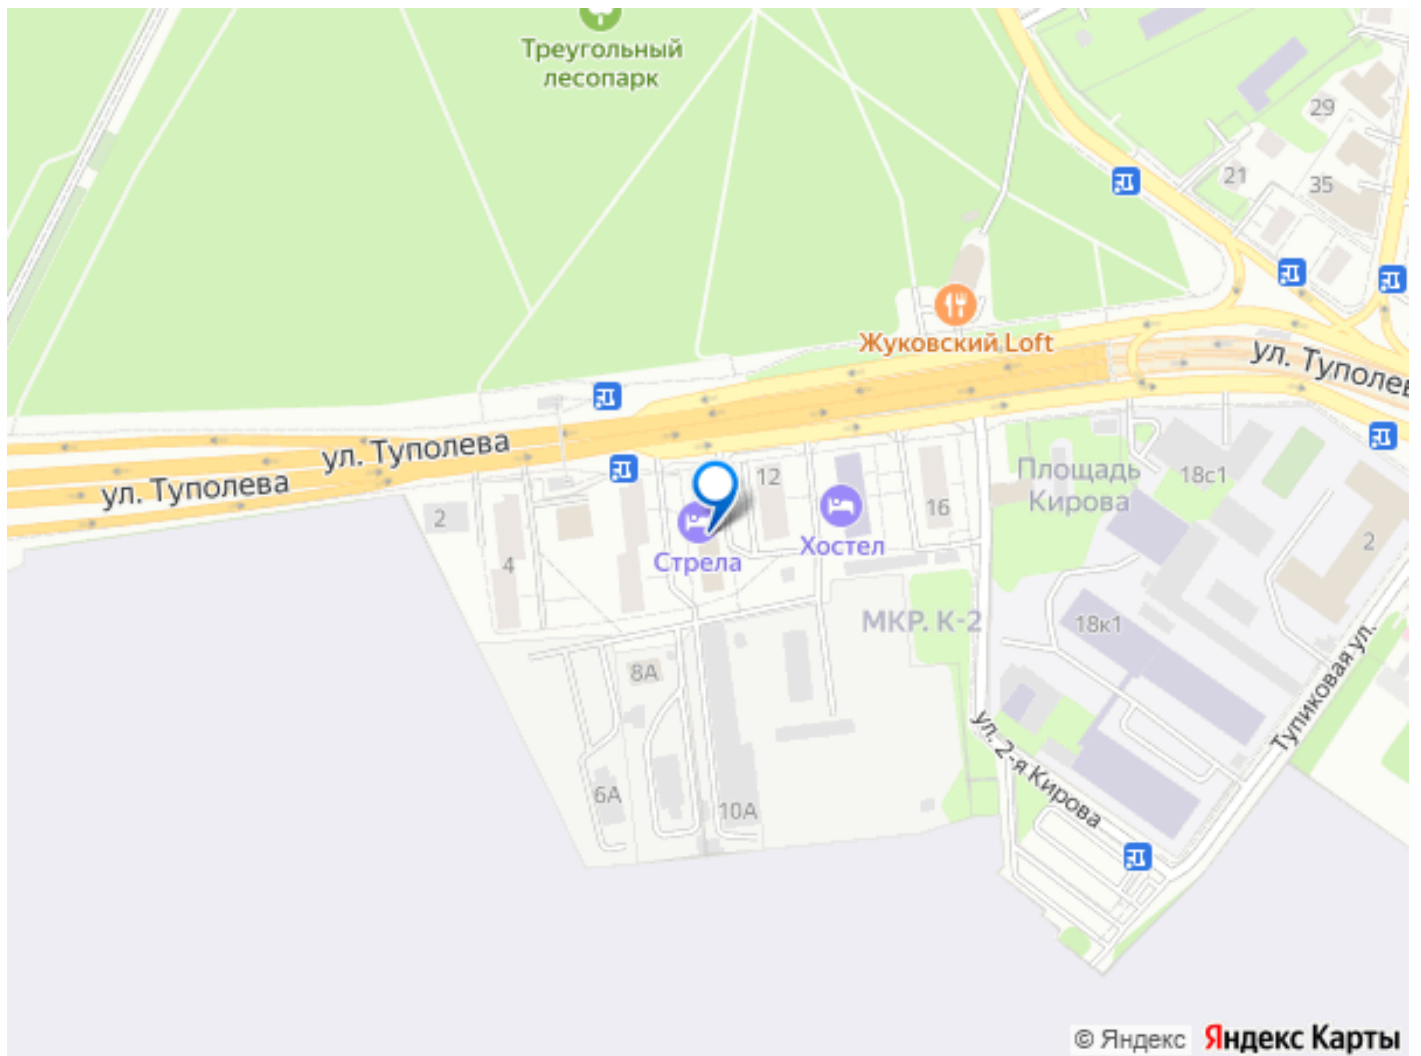 Треугольный
лесопарк
29
21
35
Жуковский Loft
ул. Туполев
ул. Туполева
ул. Туполева
2
4
12
16
Стрела
Хостел
Площадь
Кирова
18с1
2
МКР. К-2
18к1
8А
6А
10А
ул. 2-я Кирова
Тупиковая ул.
© Яндекс Яндекс Карты